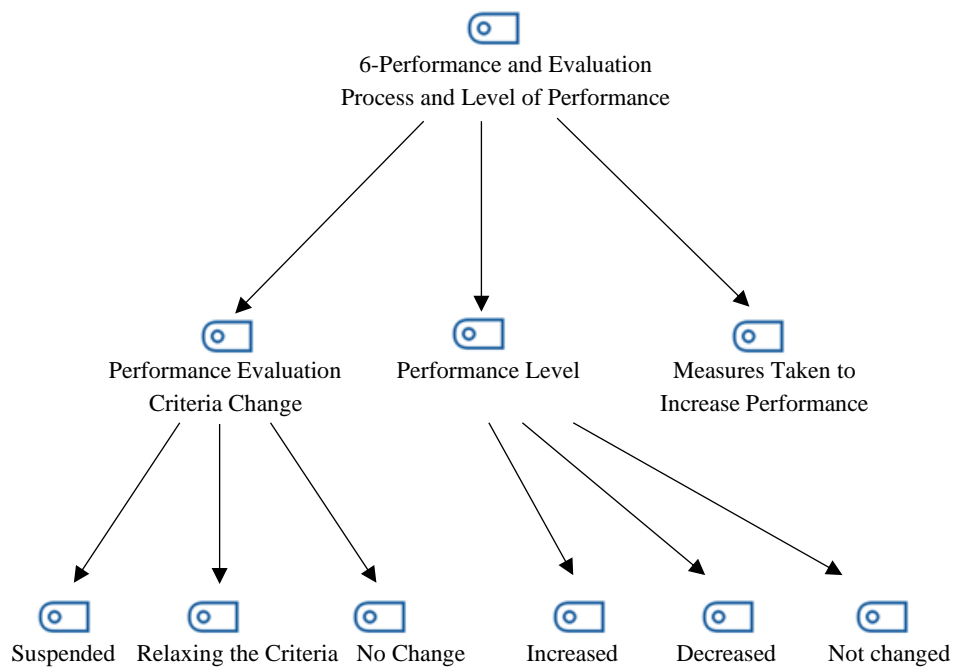 6-Performance and Evaluation
Process and Level of Performance
Performance Evaluation
Criteria Change
Performance Level
Measures Taken to
Increase Performance
Suspended
Relaxing the Criteria
No Change
Increased
Decreased
Not changed